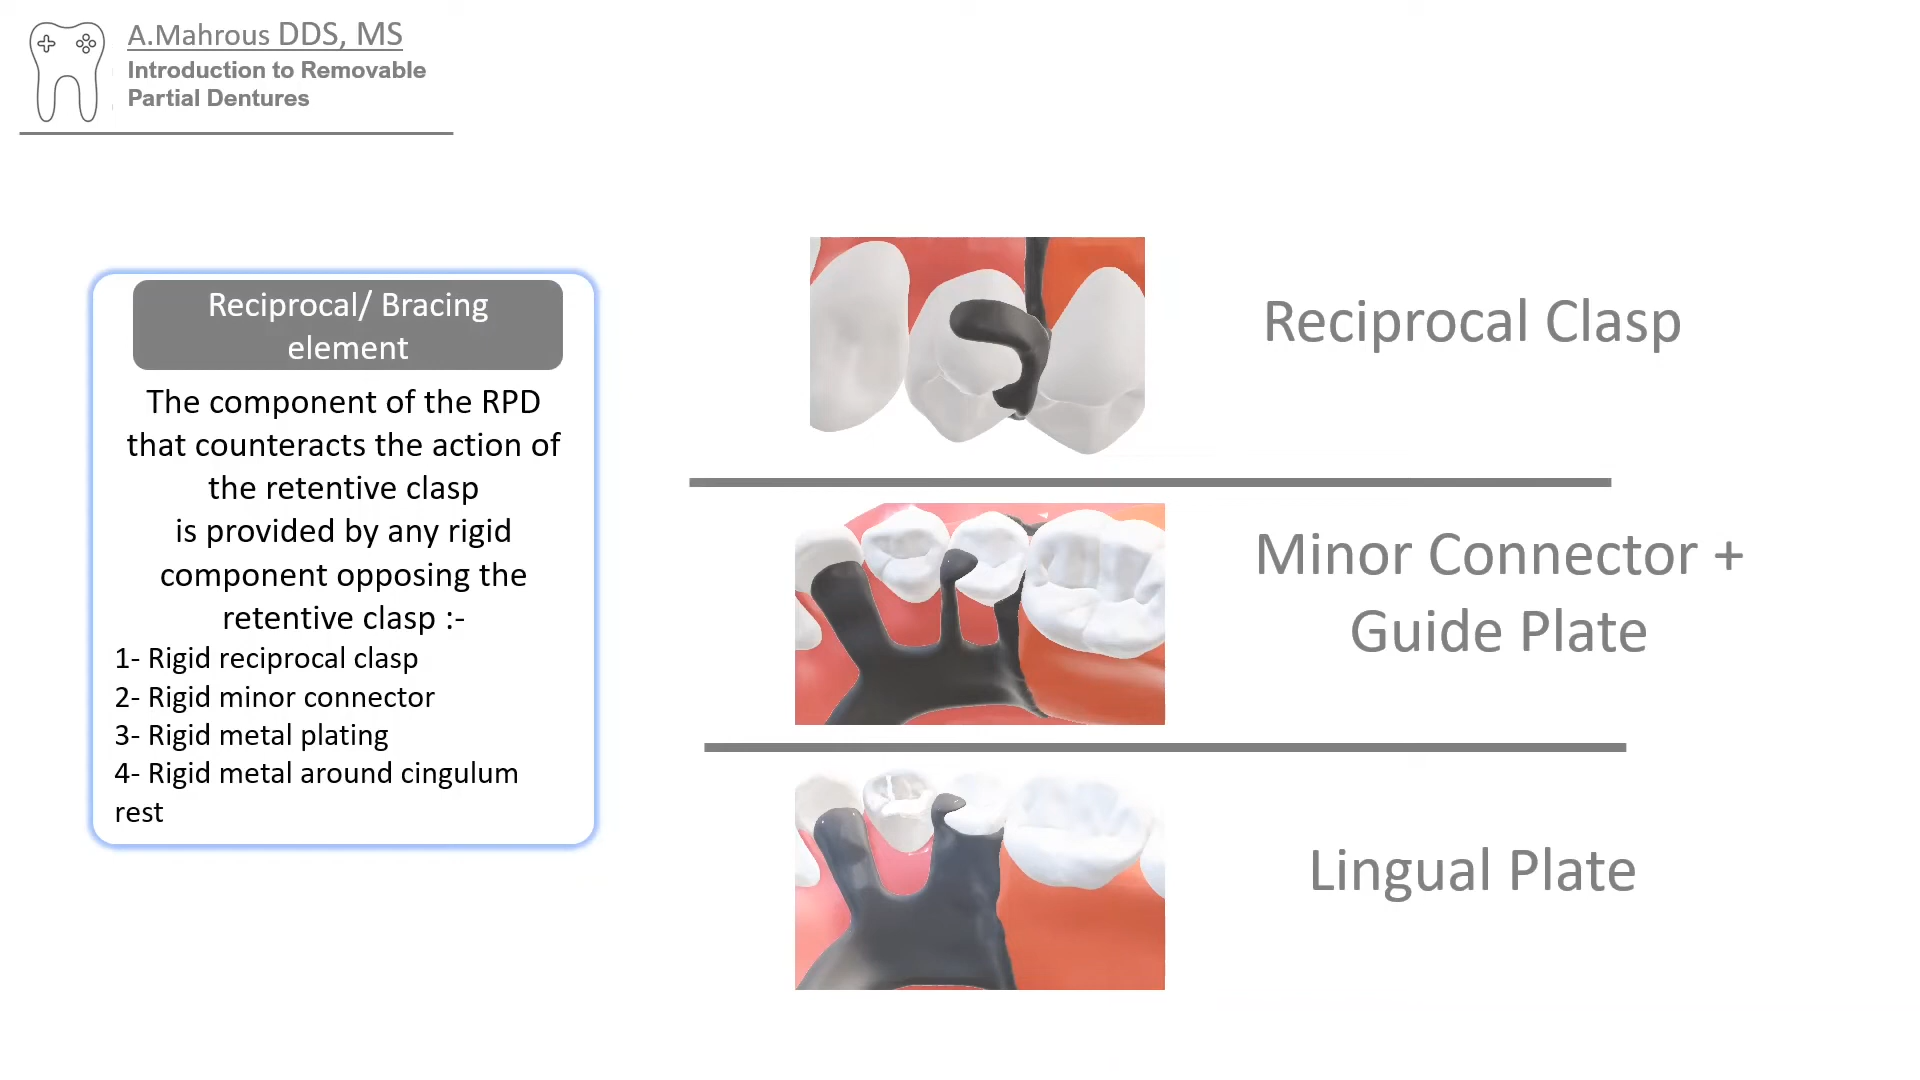 A.Mahrous DDS, MS
Introduction to Removable
Partial Dentures
Reciprocal/ Bracing
element
The component of the RPD
that counteracts the action of
the retentive clasp
is provided by any rigid
component opposing the
retentive clasp :-
1- Rigid reciprocal clasp
2- Rigid minor connector
3- Rigid metal plating
4- Rigid metal around cingulum
rest
Reciprocal Clasp
Minor Connector +
Guide Plate
Lingual Plate